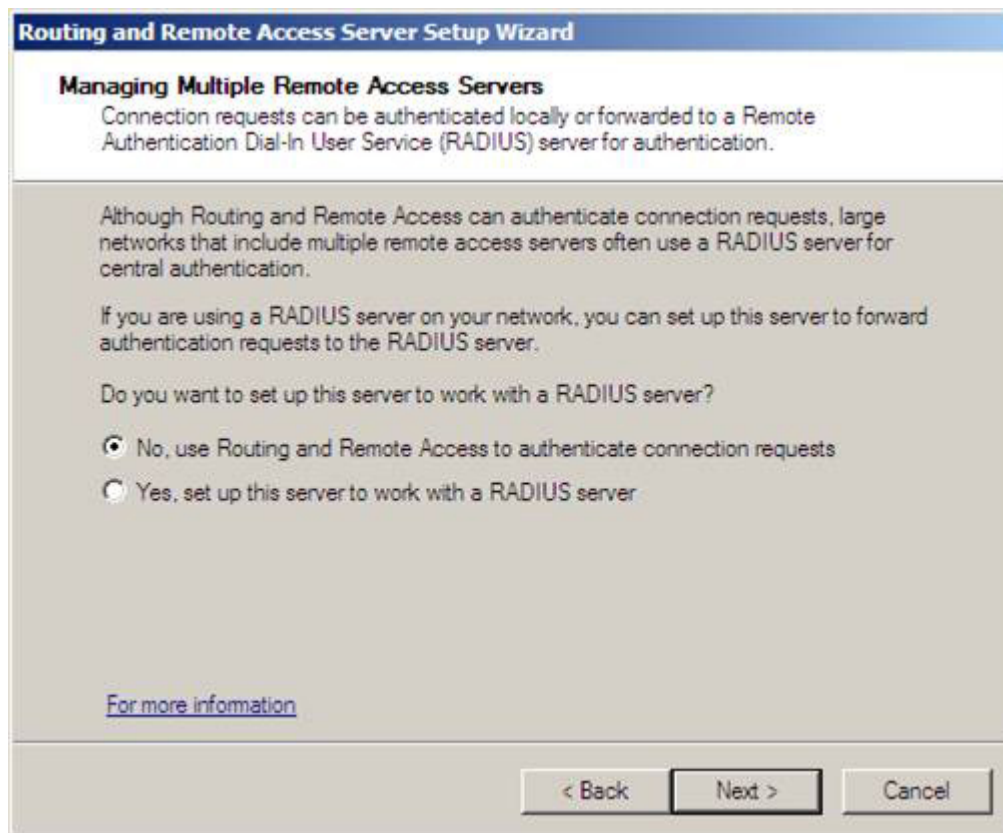 Routing and Remote Access Server Setup Wizard
Managing Multiple Remote Access Servers
Connection requests can be authenticated locally or forwarded to a Remote
Authentication Dial-In User Service (RADIUS) server for authentication.
Although Routing and Remote Access can authenticate connection requests, large
networks that include multiple remote access servers often use a RADIUS server for
central authentication.
If you are using a RADIUS server on your network, you can set up this server to forward
authentication requests to the RADIUS server.
Do you want to set up this server to work with a RADIUS server?
No, use Routing and Remote Access to authenticate connection requests
Yes, set up this server to work with a RADIUS server
For more information
< Back Next > Cancel